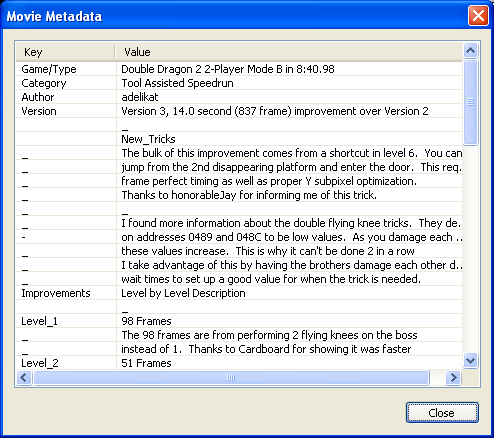 Movie Metadata
Key Value
Game/Type Double Dragon 2 2-Player Mode B in 8:40.98
Category Tool Assisted Speedrun
Author adelikat
Version Version 3, 14.0 second (837 frame) improvement over Version 2
_
New_Tricks
_ The bulk of this improvement comes from a shortcut in level 6. You can
_ jump from the 2nd disappearing platform and enter the door. This req...
_ frame perfect timing as well as proper Y subpixel optimization.
_ Thanks to honorableJay for informing me of this trick.
_ _
_ I found more information about the double flying knee tricks. They de...
- on addresses 0489 and 048C to be low values. As you damage each ...
_ these values increase. This is why it can't be done 2 in a row
_ I take advantage of this by having the brothers damage each other d...
_ wait times to set up a good value for when the trick is needed.
Improvements Level by Level Description
_
Level_1 98 Frames
_ The 98 frames are from performing 2 flying knees on the boss
_ instead of 1. Thanks to Cardboard for showing it was faster
Level_2 51 Frames
Close